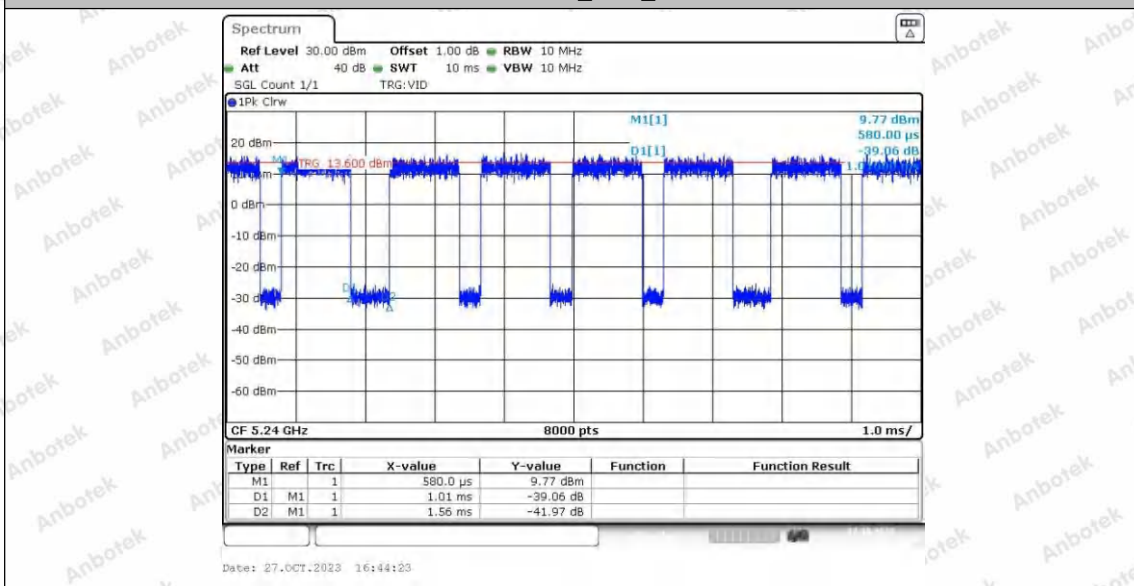 Spectrum
Ref Level 30.00 dBm Offset 1.00 dB RBW 10 MHz
Att 40 dB SWT 10 ms VBW 10 MHz
SGL Count 1/1 TRG:VID
1Pk Clrw
M1[1] 9.77 dBm
580.00 µs
D1[1] -39.06 dB
20 dBm
M1
TRG 13.600 dBm
0 dBm
-10 dBm
-20 dBm
-30 d
-40 dBm
-50 dBm
-60 dBm
CF 5.24 GHz 8000 pts 1.0 ms/
Marker
Type Ref Trc X-value Y-value Function Function Result
M1 1 580.0 µs 9.77 dBm
D1 M1 1 1.01 ms -39.06 dB
D2 M1 1 1.56 ms -41.97 dB
Date: 27.OCT.2023 16:44:23
Anbotek